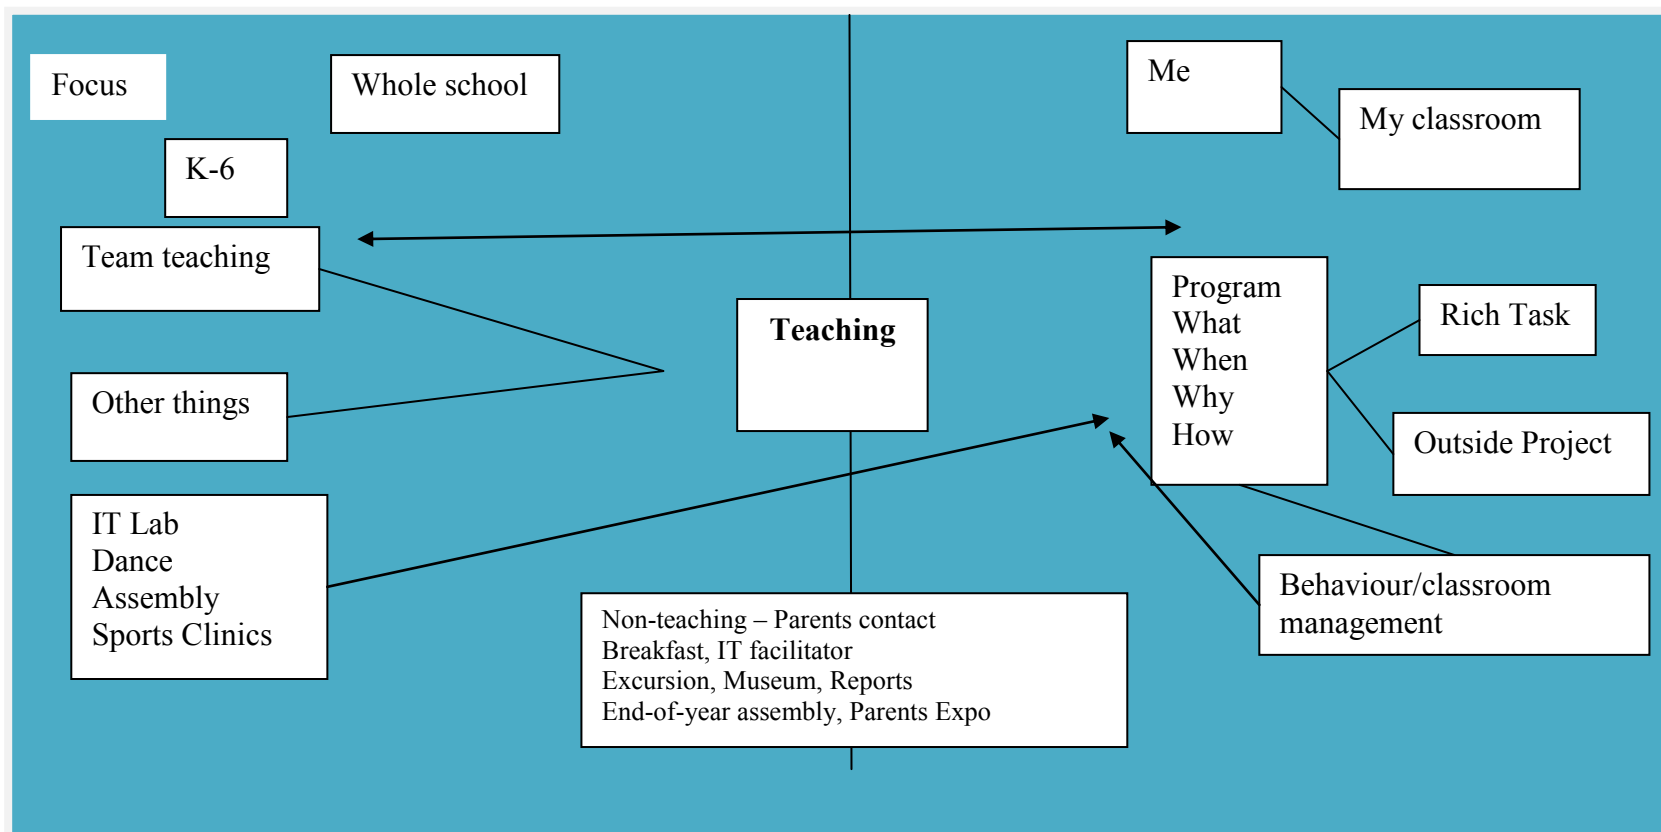 Focus
Whole school
K-6
Team teaching
Other things
IT Lab
Dance
Assembly
Sports Clinics
Teaching
Non-teaching – Parents contact
Breakfast, IT facilitator
Excursion, Museum, Reports
End-of-year assembly, Parents Expo
Me
My classroom
Program
What
When
Why
How
Rich Task
Outside Project
Behaviour/classroom
management